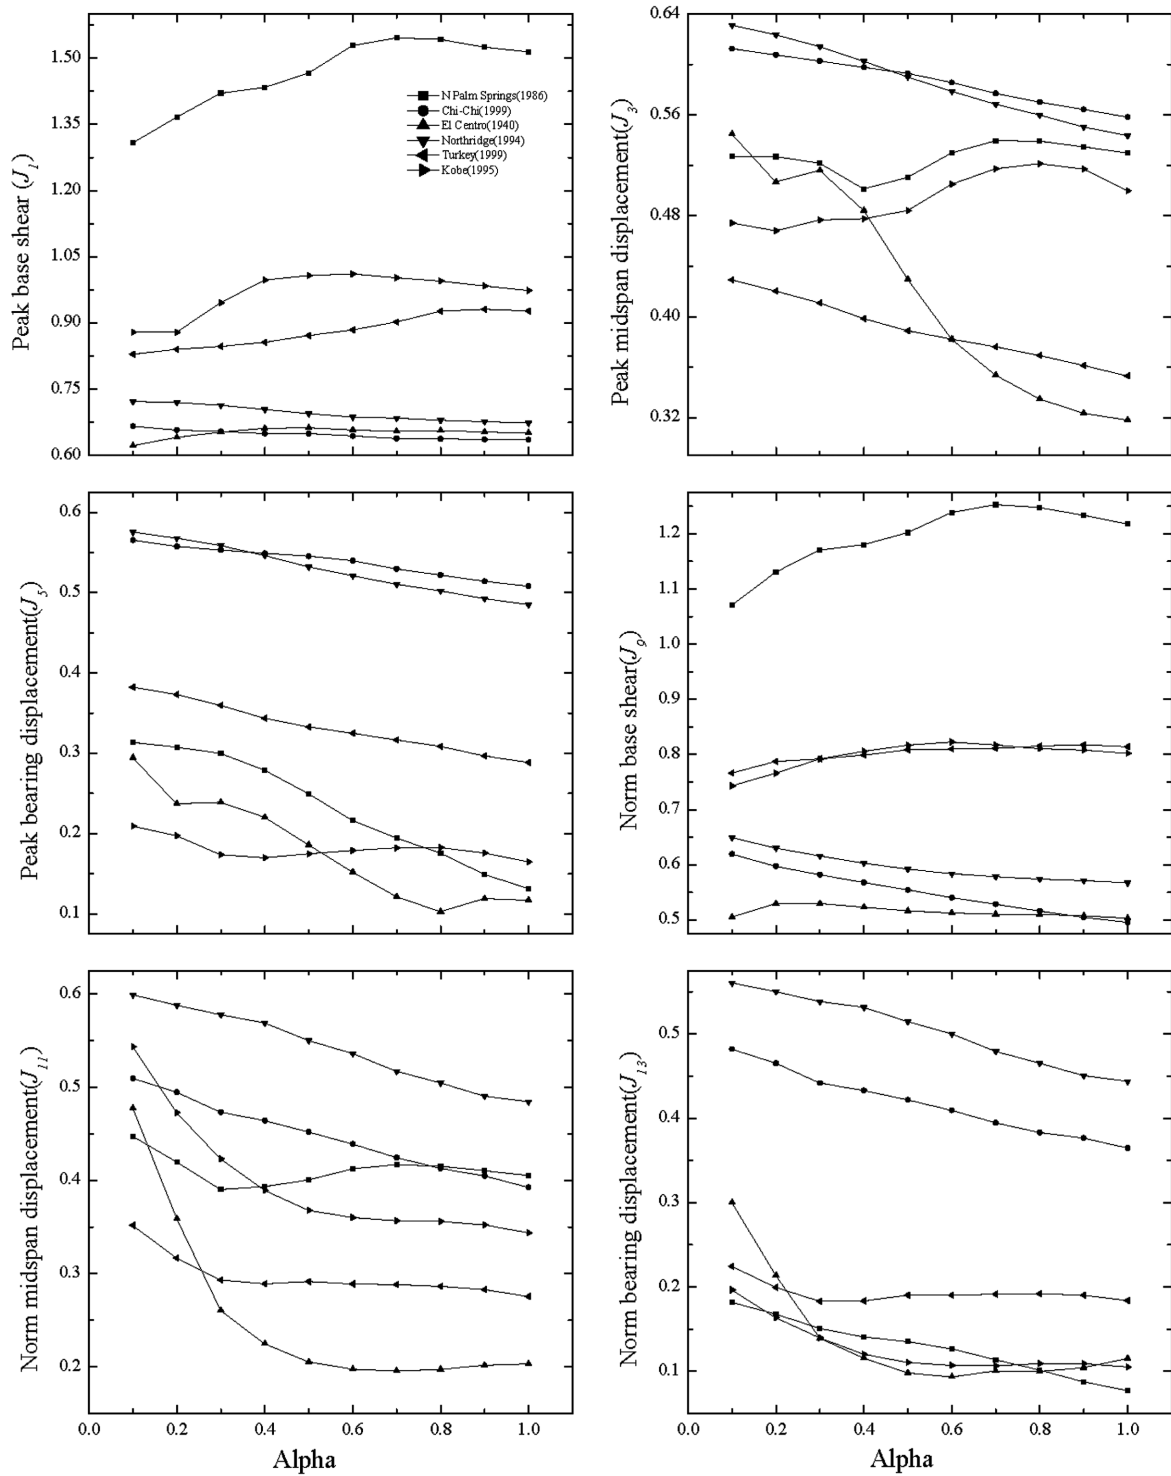 Peak base shear (J1)
1.50
1.35
1.20
1.05
0.90
0.75
0.60
N Palm Springs(1986)
Chi-Chi(1999)
El Centro(1940)
Northridge(1994)
Turkey(1999)
Kobe(1995)
Peak midspan displacement(J3)
0.64
0.56
0.48
0.40
0.32
Peak bearing displacement(J5)
0.6
0.5
0.4
0.3
0.2
0.1
Norm base shear(J9)
1.2
1.1
1.0
0.9
0.8
0.7
0.6
0.5
Norm midspan displacement(J11)
0.6
0.5
0.4
0.3
0.2
0.0 0.2 0.4 0.6 0.8 1.0
Alpha
Norm bearing displacement(J13)
0.5
0.4
0.3
0.2
0.1
0.0 0.2 0.4 0.6 0.8 1.0
Alpha